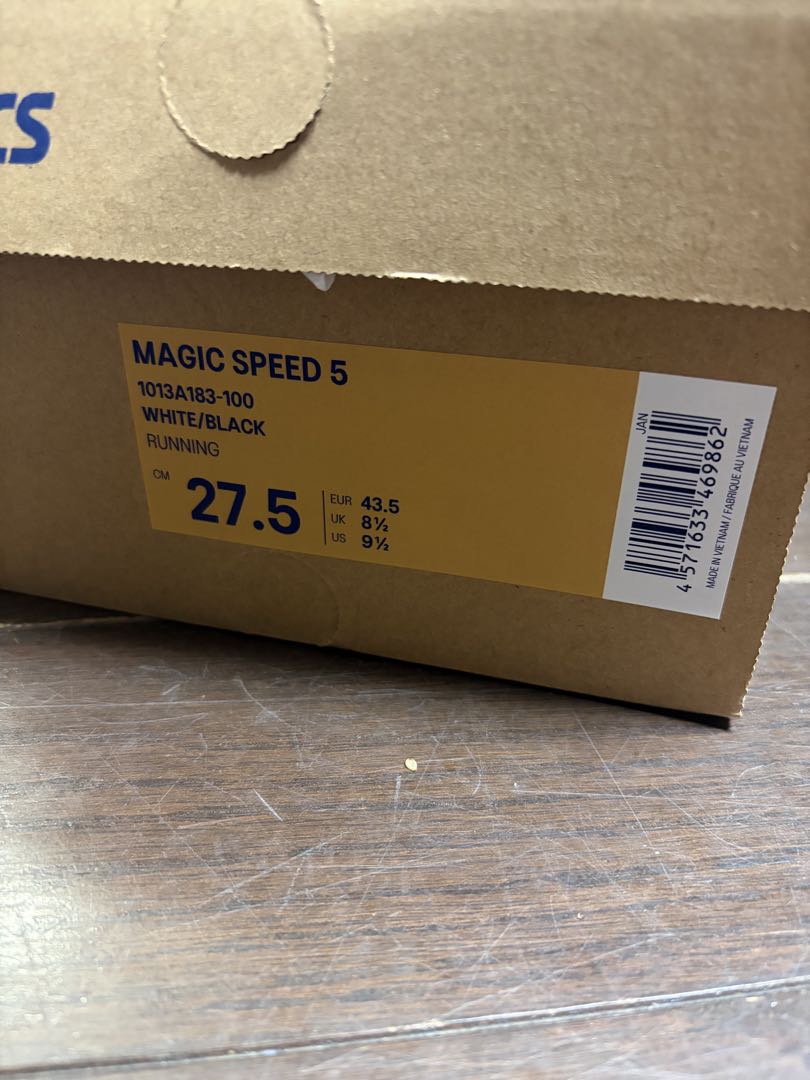 CS
MAGIC SPEED 5
1013A183-100
WHITE/BLACK
RUNNING
CM 27.5
EUR 43.5
UK 8½
US 9½
JAN
4 571633 469862
MADE IN VIETNAM / FABRIQUE AU VIETNAM